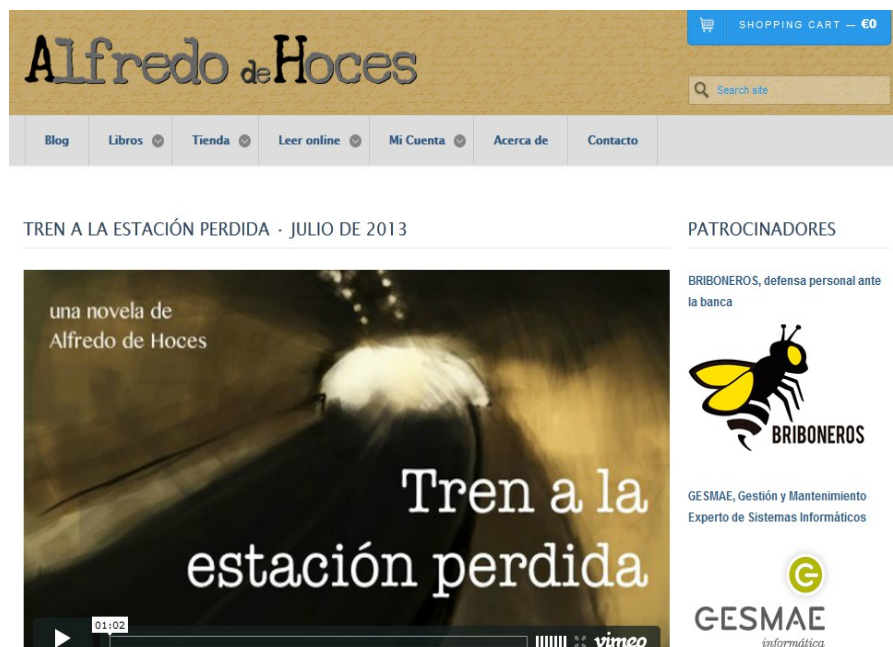 Alfredo de Hoces
SHOPPING CART — €0
Search site
Blog
Libros
Tienda
Leer online
Mi Cuenta
Acerca de
Contacto
TREN A LA ESTACIÓN PERDIDA · JULIO DE 2013
una novela de
Alfredo de Hoces
Tren a la
estación perdida
01:02
vimeo
PATROCINADORES
BRIBONEROS, defensa personal ante
la banca
BRIBONEROS
GESMAE, Gestión y Mantenimiento
Experto de Sistemas Informáticos
G
GESMAE
informática